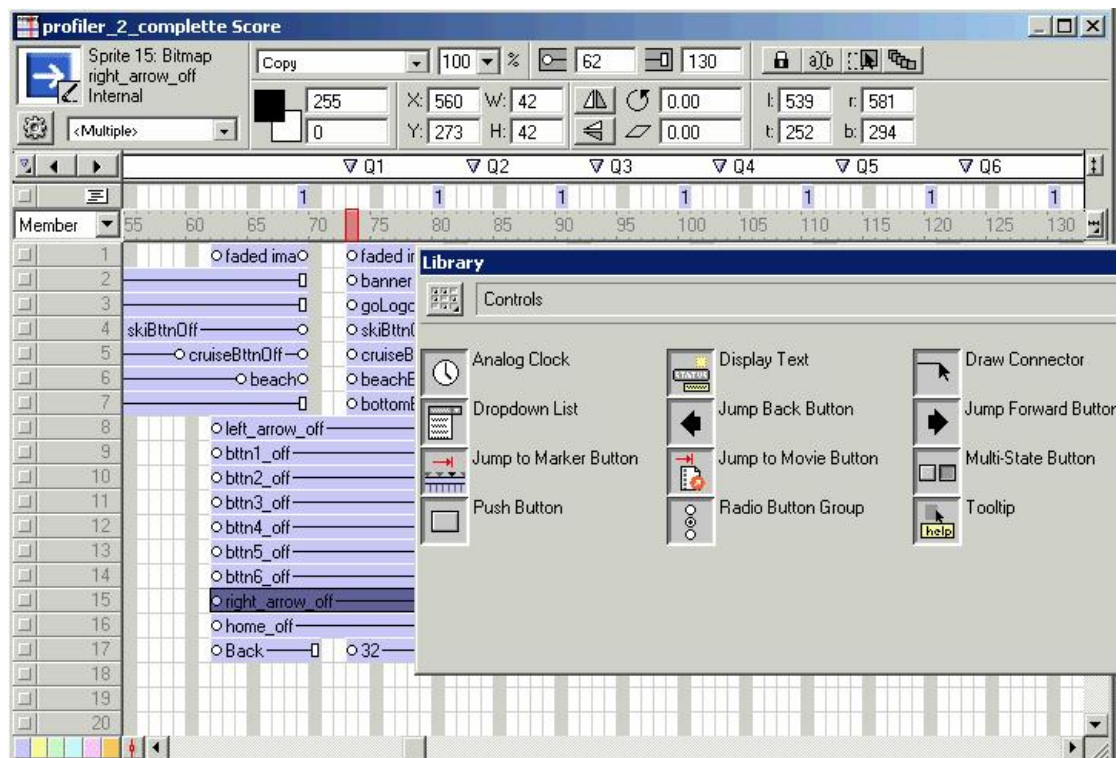 profiler_2_complette Score
Sprite 15: Bitmap
right_arrow_off
Internal
Copy 100 % 62 130
<Multiple> 255 0
X: 560 W: 42 0.00 l: 539 r: 581
Y: 273 H: 42 0.00 t: 252 b: 294
Q1 Q2 Q3 Q4 Q5 Q6
1 1 1 1 1 1 1
Member 55 60 65 70 75 80 85 90 95 100 105 110 115 120 125 130
1 faded ima faded i
2 banner
3 goLogo
4 skiBttnOff skiBttn
5 cruiseBttnOff cruiseB
6 beach beach
7 bottom
8 left_arrow_off
9 bttn1_off
10 bttn2_off
11 bttn3_off
12 bttn4_off
13 bttn5_off
14 bttn6_off
15 right_arrow_off
16 home_off
17 Back 32
18
19
20
Library
Controls
Analog Clock Display Text Draw Connector
STATUS
Dropdown List Jump Back Button Jump Forward Button
Jump to Marker Button Jump to Movie Button Multi-State Button
Push Button Radio Button Group Tooltip
help